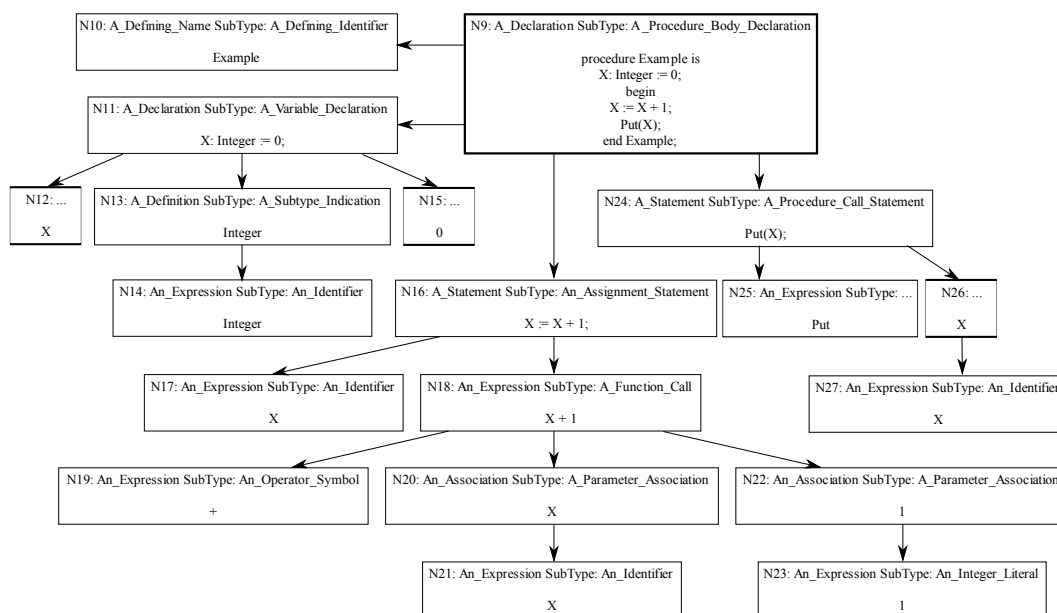 N10: A_Defining_Name SubType: A_Defining_Identifier
Example
N9: A_Declaration SubType: A_Procedure_Body_Declaration
procedure Example is
X: Integer := 0;
begin
X := X + 1;
Put(X);
end Example;
N11: A_Declaration SubType: A_Variable_Declaration
X: Integer := 0;
N12: ...
X
N13: A_Definition SubType: A_Subtype_Indication
Integer
N15: ...
0
N24: A_Statement SubType: A_Procedure_Call_Statement
Put(X);
N14: An_Expression SubType: An_Identifier
Integer
N16: A_Statement SubType: An_Assignment_Statement
X := X + 1;
N25: An_Expression SubType: ...
Put
N26: ...
X
N17: An_Expression SubType: An_Identifier
X
N18: An_Expression SubType: A_Function_Call
X + 1
N27: An_Expression SubType: An_Identifier
X
N19: An_Expression SubType: An_Operator_Symbol
+
N20: An_Association SubType: A_Parameter_Association
X
N22: An_Association SubType: A_Parameter_Association
1
N21: An_Expression SubType: An_Identifier
X
N23: An_Expression SubType: An_Integer_Literal
1